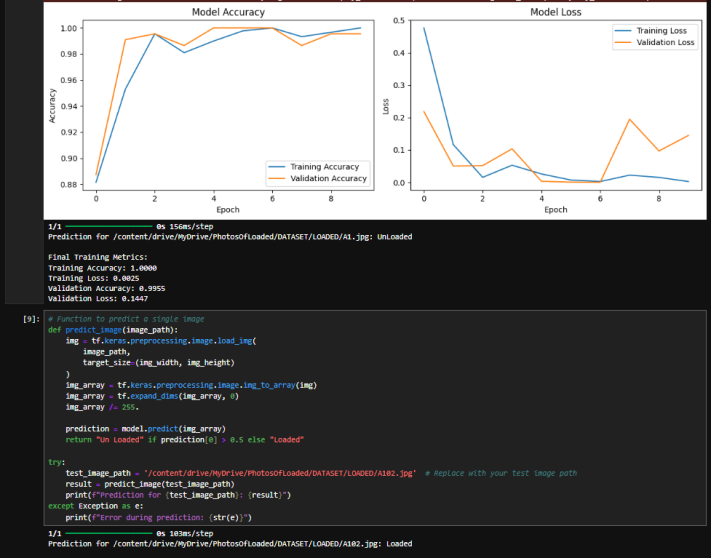 Model Accuracy
Model Loss
1.00
0.98
0.96
0.94
0.92
0.90
0.88
Accuracy
0
2
4
6
8
Epoch
Training Accuracy
Validation Accuracy
0.5
0.4
0.3
0.2
0.1
0.0
Loss
0
2
4
6
8
Epoch
Training Loss
Validation Loss
1/1 0s 156ms/step
Prediction for /content/drive/MyDrive/PhotosOfLoaded/DATASET/LOADED/A1.jpg: UnLoaded
Final Training Metrics:
Training Accuracy: 1.0000
Training Loss: 0.0025
Validation Accuracy: 0.9955
Validation Loss: 0.1447
[9]:
# Function to predict a single image
def predict_image(image_path):
img = tf.keras.preprocessing.image.load_img(
image_path,
target_size=(img_width, img_height)
)
img_array = tf.keras.preprocessing.image.img_to_array(img)
img_array = tf.expand_dims(img_array, 0)
img_array /= 255.
prediction = model.predict(img_array)
return "Un Loaded" if prediction[0] > 0.5 else "Loaded"
try:
test_image_path = '/content/drive/MyDrive/PhotosOfLoaded/DATASET/LOADED/A102.jpg' # Replace with your test image path
result = predict_image(test_image_path)
print(f"Prediction for {test_image_path}: {result}")
except Exception as e:
print(f"Error during prediction: {str(e)}")
1/1 0s 103ms/step
Prediction for /content/drive/MyDrive/PhotosOfLoaded/DATASET/LOADED/A102.jpg: Loaded